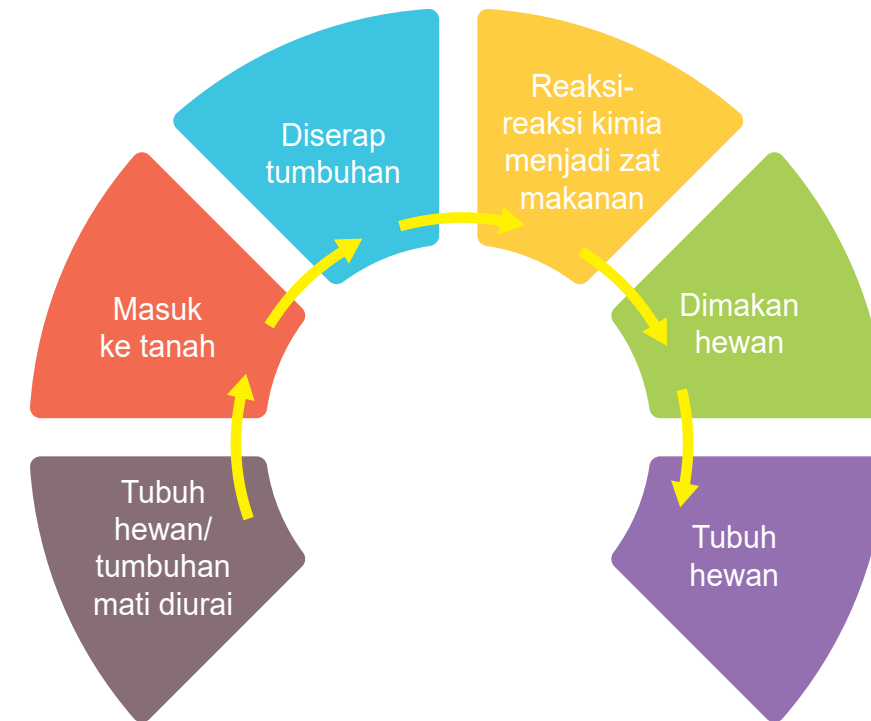 Tubuh
hewan/
tumbuhan
mati diurai
Masuk
ke tanah
Diserap
tumbuhan
Reaksi-
reaksi kimia
menjadi zat
makanan
Dimakan
hewan
Tubuh
hewan